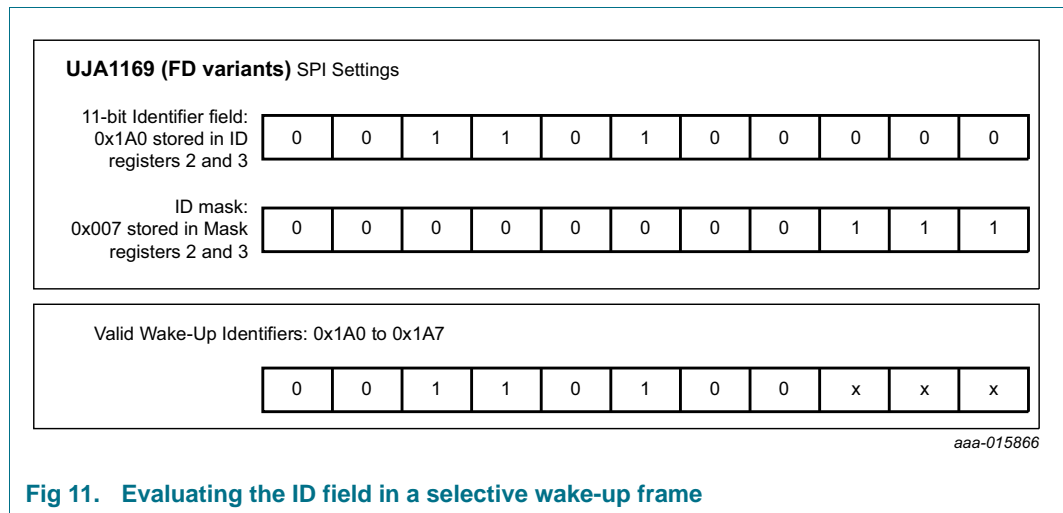 UJA1169 (FD variants) SPI Settings
11-bit Identifier field:
0x1A0 stored in ID
registers 2 and 3
0 0 1 1 0 1 0 0 0 0 0
ID mask:
0x007 stored in Mask
registers 2 and 3
0 0 0 0 0 0 0 0 1 1 1
Valid Wake-Up Identifiers: 0x1A0 to 0x1A7
0 0 1 1 0 1 0 0 x x x
aaa-015866
Fig 11. Evaluating the ID field in a selective wake-up frame